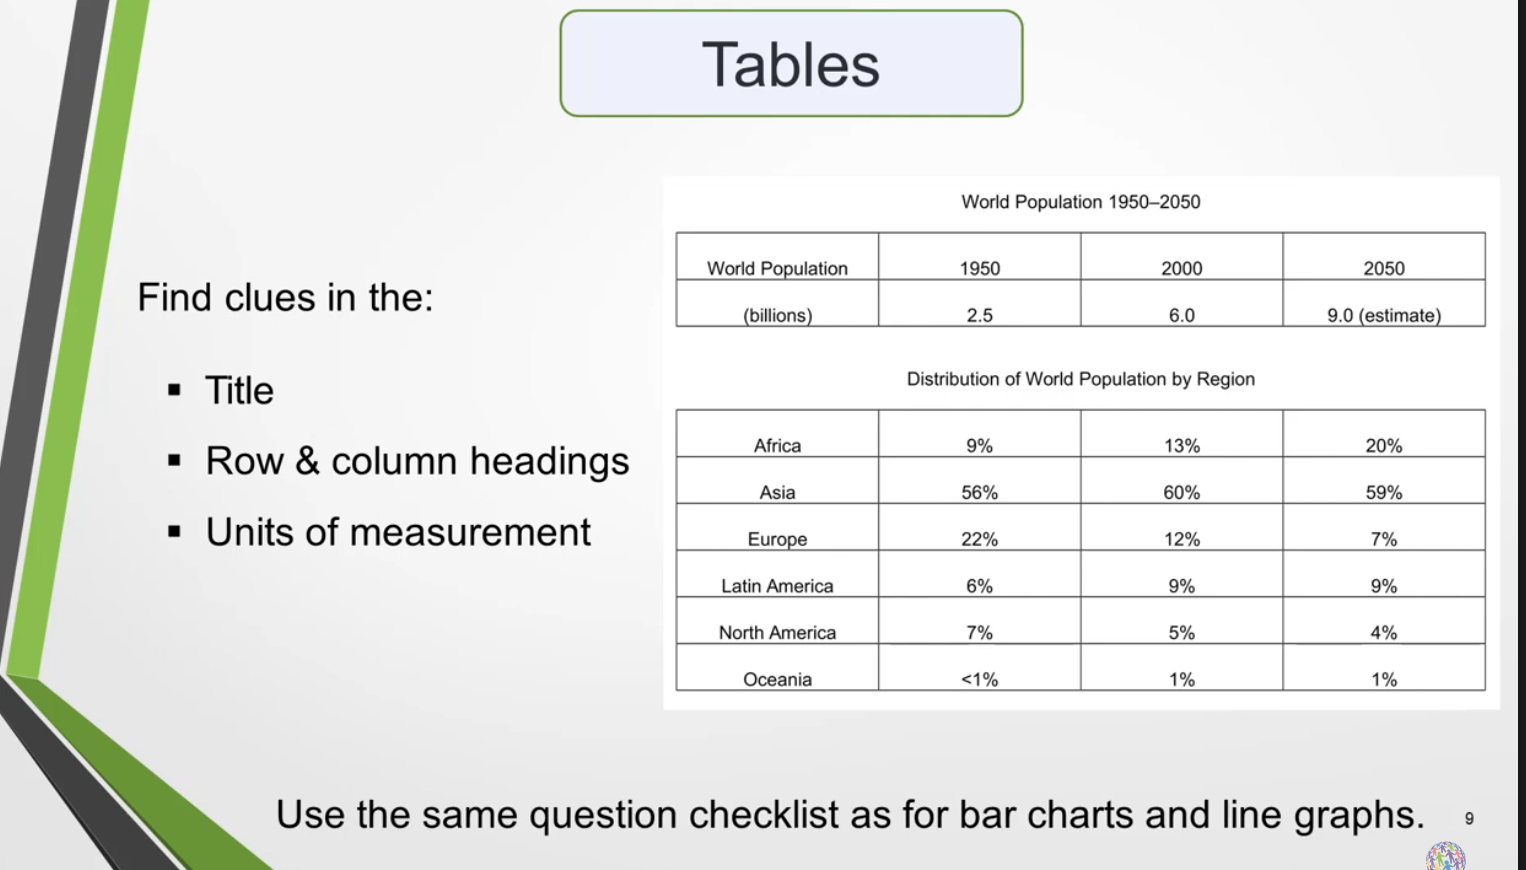 Tables
Find clues in the:
▪ Title
▪ Row & column headings
▪ Units of measurement
World Population 1950–2050
World Population 1950 2000 2050
(billions) 2.5 6.0 9.0 (estimate)
Distribution of World Population by Region
Africa 9% 13% 20%
Asia 56% 60% 59%
Europe 22% 12% 7%
Latin America 6% 9% 9%
North America 7% 5% 4%
Oceania <1% 1% 1%
Use the same question checklist as for bar charts and line graphs.
9